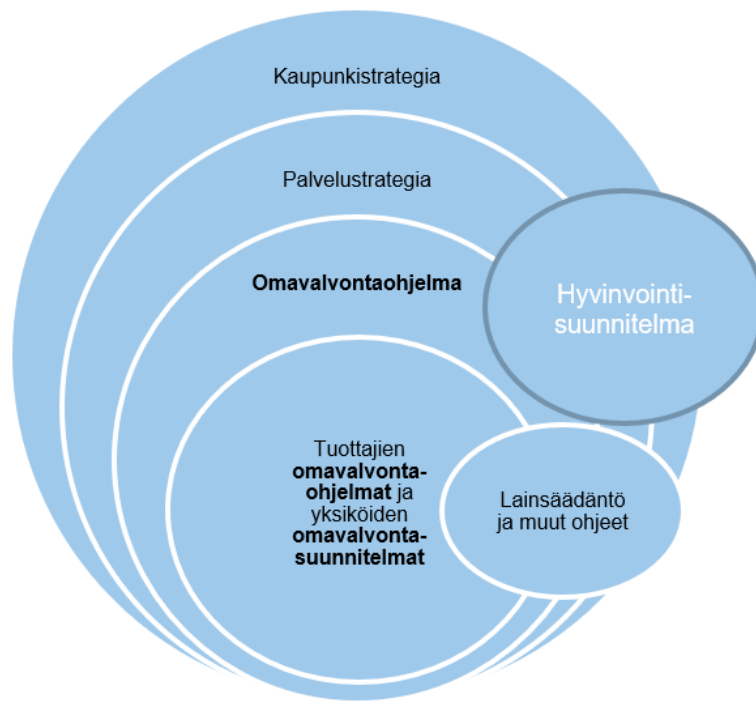 Kaupunkistrategia
Palvelustrategia
Omavalvontaohjelma
Hyvinvointi-
suunnitelma
Tuottajien
omavalvonta-
ohjelmat ja
yksiköiden
omavalvonta-
suunnitelmat
Lainsäädäntö
ja muut ohjeet